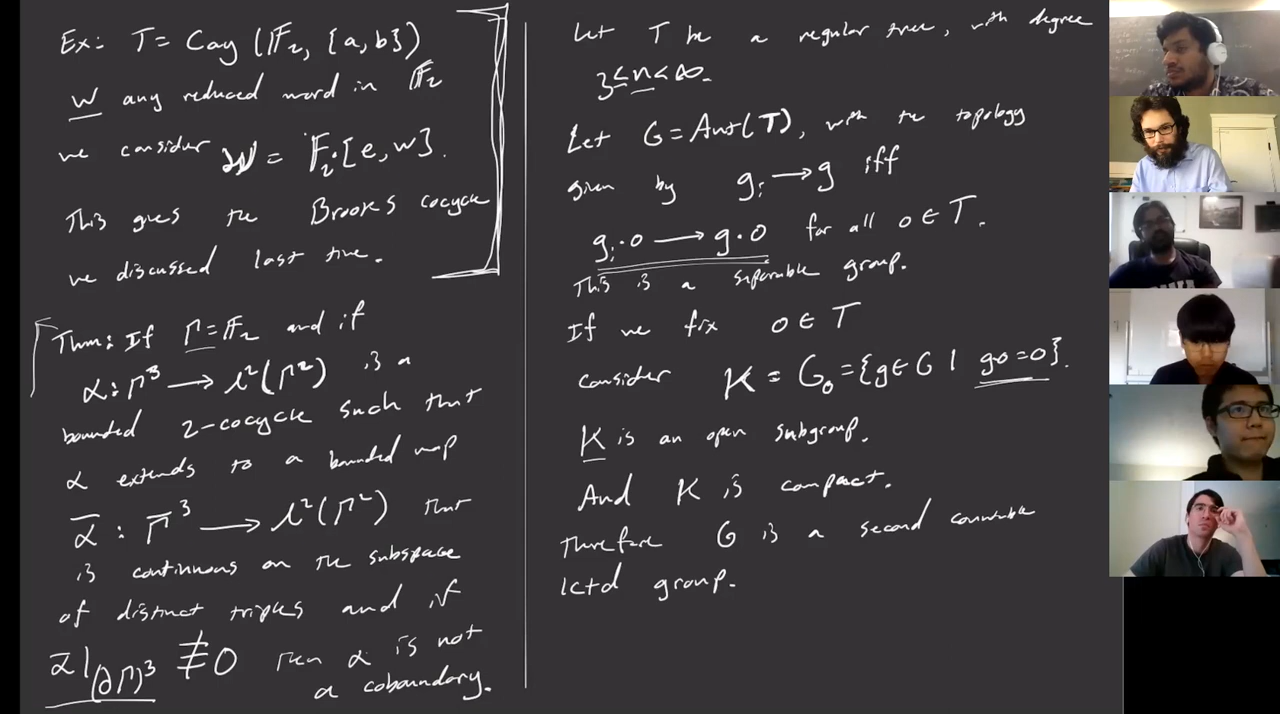 Ex: T = Cay (𝔽₂, {a, b})
w any reduced word in 𝔽₂
we consider 𝒲 = 𝔽₂·[e, w].
This gives the Brooks cocycle
we discussed last time.
Thm: If Γ = 𝔽₂ and if
α: Γ³ → ℓ²(Γ²) is a
bounded 2-cocycle such that
α extends to a bounded map
ᾱ : Γ̄³ → ℓ²(Γ²) that
is continuous on the subspace
of distinct triples and if
ᾱ|(∂Γ)³ ≢ 0 then α is not
a coboundary.
Let T be a regular tree, with degree
3 ≤ n < ∞.
Let G = Aut(T), with the topology
given by gᵢ → g iff
gᵢ·o → g·o for all o ∈ T.
This is a separable group.
If we fix o ∈ T
consider K = G₀ = {g ∈ G | go = o}.
K is an open subgroup.
And K is compact.
Therefore G is a second countable
lctd group.